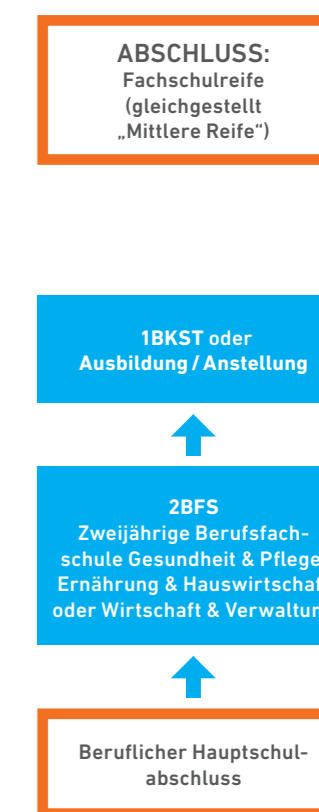 ABSCHLUSS:
Fachschulreife
(gleichgestellt
„Mittlere Reife“)
1BKST oder
Ausbildung / Anstellung
2BFS
Zweijährige Berufsfach-
schule Gesundheit & Pflege
Ernährung & Hauswirtschaf
oder Wirtschaft & Verwaltun
Beruflicher Hauptschul-
abschluss